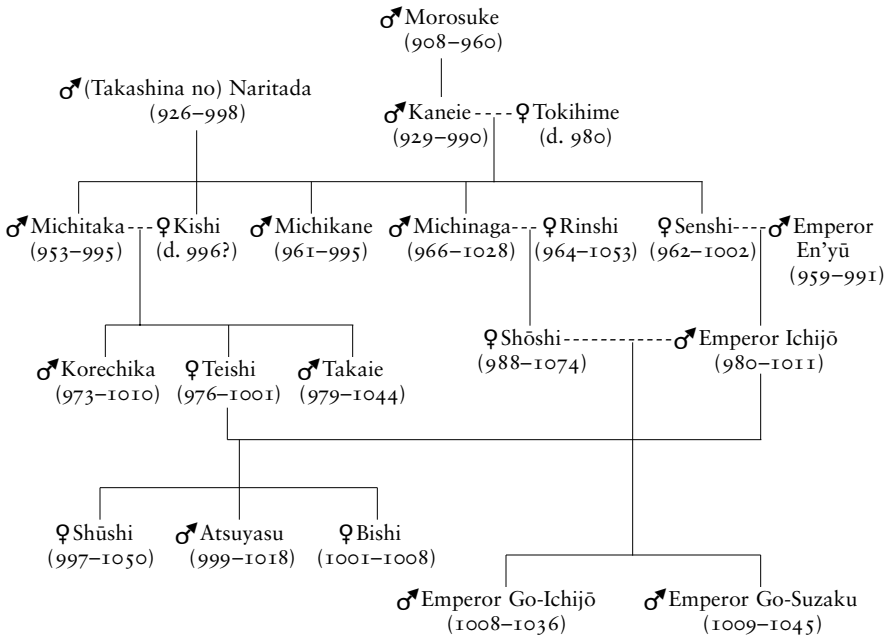 ♂Morosuke
(908–960)
♂(Takashina no) Naritada
(926–998)
♂Kaneie
(929–990)
♀Tokihime
(d. 980)
♂Michitaka
(953–995)
♀Kishi
(d. 996?)
♂Michikane
(961–995)
♂Michinaga
(966–1028)
♀Rinshi
(964–1053)
♀Senshi
(962–1002)
♂Emperor
En’yū
(959–991)
♀Shōshi
(988–1074)
♂Emperor Ichijō
(980–1011)
♂Korechika
(973–1010)
♀Teishi
(976–1001)
♂Takaie
(979–1044)
♀Shūshi
(997–1050)
♂Atsuyasu
(999–1018)
♀Bishi
(1001–1008)
♂Emperor Go-Ichijō
(1008–1036)
♂Emperor Go-Suzaku
(1009–1045)